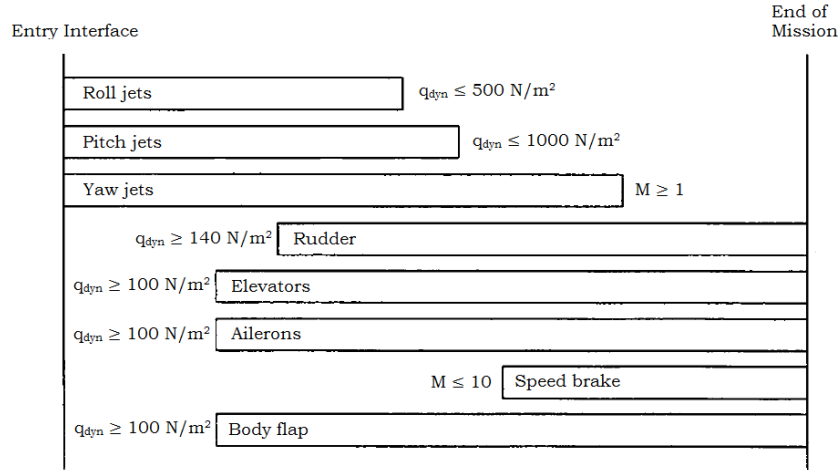 End of
Entry Interface Mission
Roll jets q_dyn ≤ 500 N/m²
Pitch jets q_dyn ≤ 1000 N/m²
Yaw jets M ≥ 1
q_dyn ≥ 140 N/m² Rudder
q_dyn ≥ 100 N/m² Elevators
q_dyn ≥ 100 N/m² Ailerons
M ≤ 10 Speed brake
q_dyn ≥ 100 N/m² Body flap